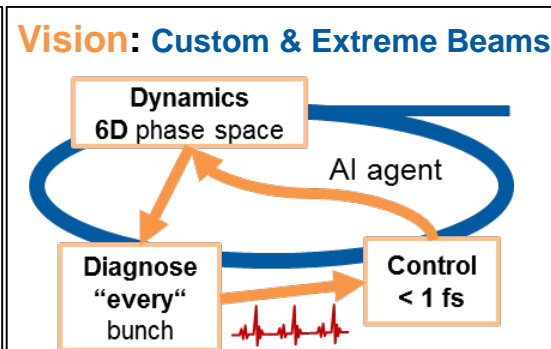 Vision: Custom & Extreme Beams
Dynamics
6D phase space
AI agent
Diagnose
“every“
bunch
Control
< 1 fs